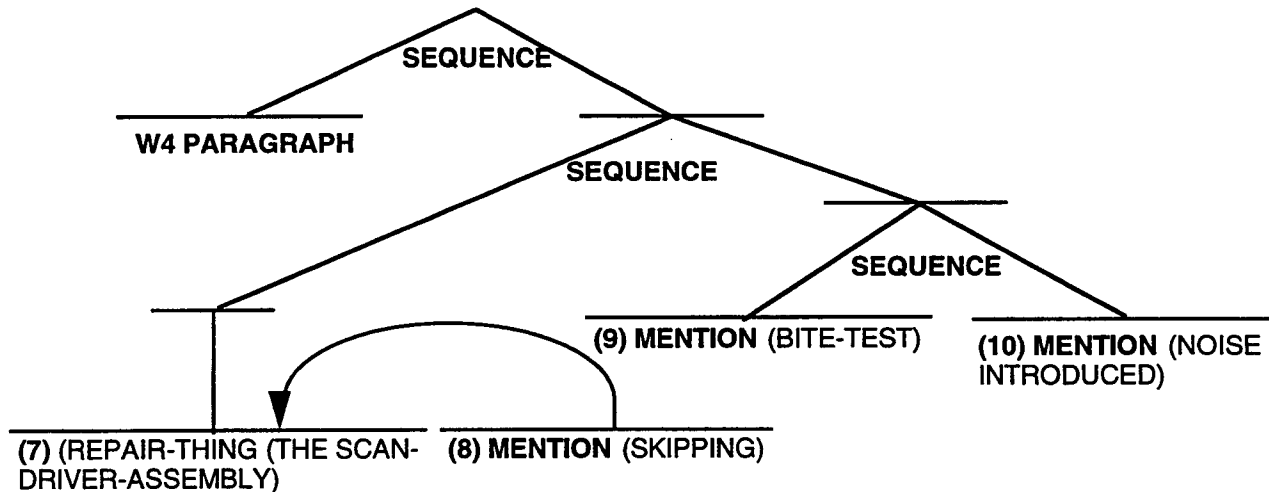 SEQUENCE
W4 PARAGRAPH
SEQUENCE
SEQUENCE
(9) MENTION (BITE-TEST)
(10) MENTION (NOISE
INTRODUCED)
(7) (REPAIR-THING (THE SCAN-
DRIVER-ASSEMBLY)
(8) MENTION (SKIPPING)